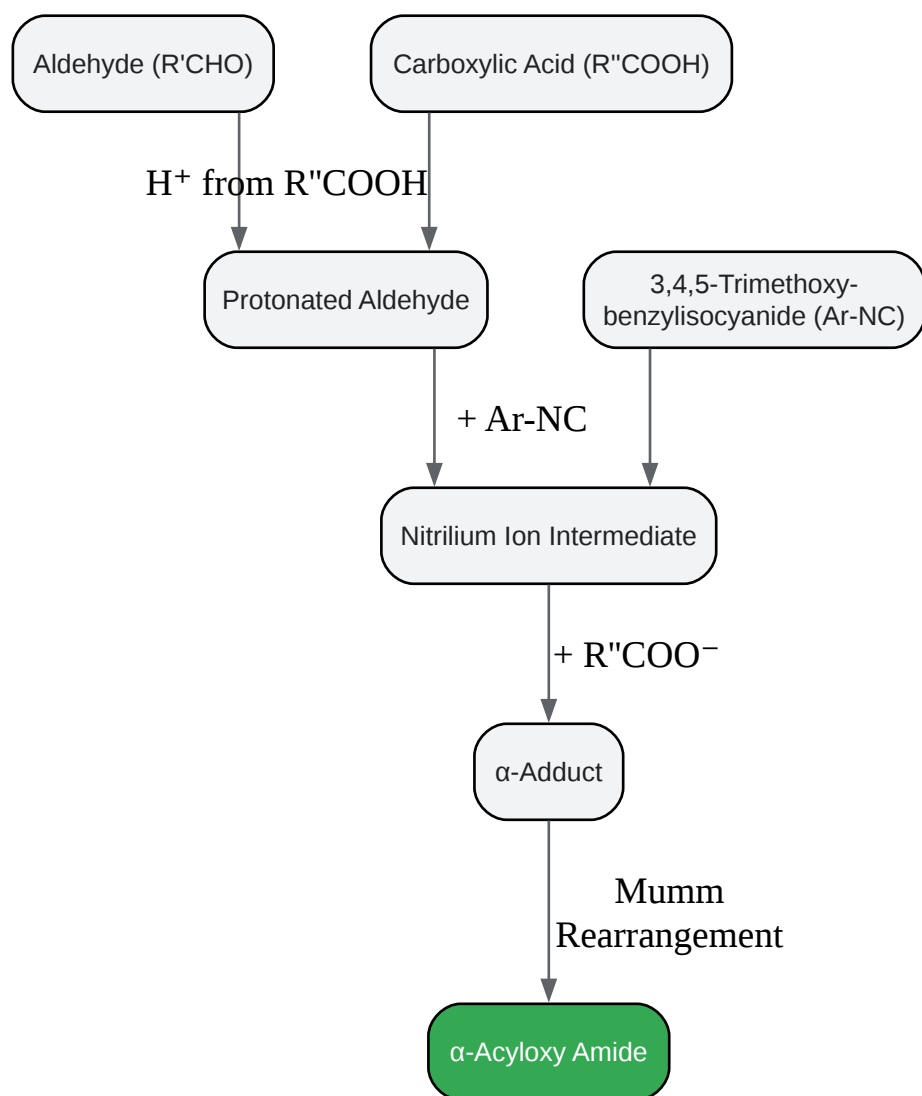 Aldehyde (R'CHO)
Carboxylic Acid (R"COOH)
H⁺ from R"COOH
Protonated Aldehyde
3,4,5-Trimethoxy-
benzylisocyanide (Ar-NC)
+ Ar-NC
Nitrilium Ion Intermediate
+ R"COO⁻
α-Adduct
Mumm
Rearrangement
α-Acyloxy Amide